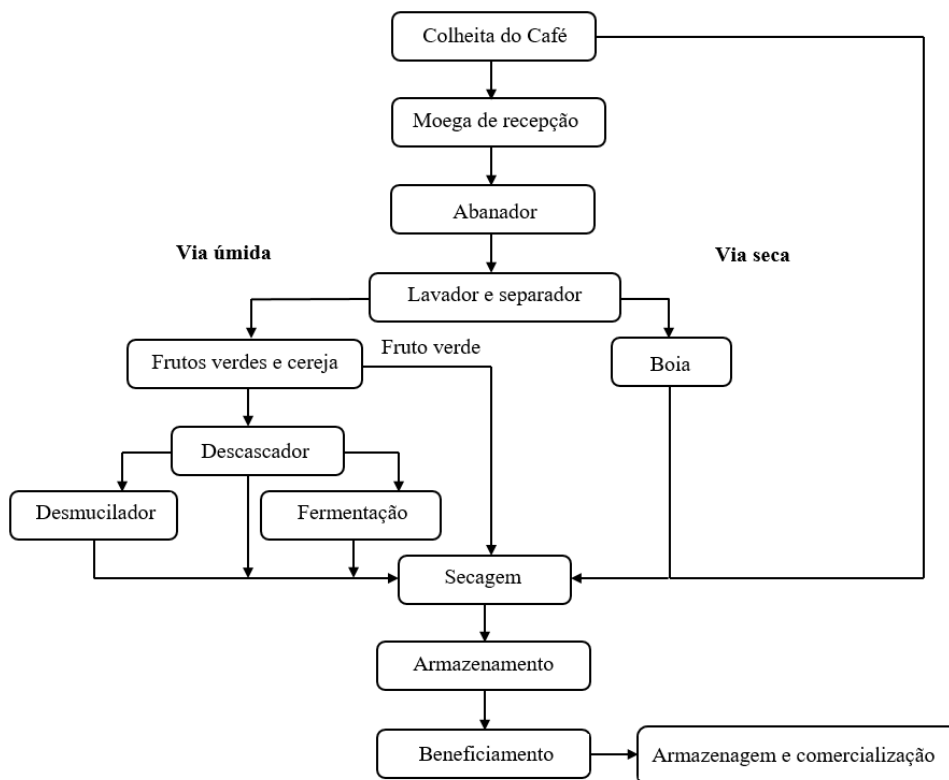 Colheita do Café
Moega de recepção
Abanador
Via úmida
Via seca
Lavador e separador
Frutos verdes e cereja
Fruto verde
Boia
Descascador
Desmucilador
Fermentação
Secagem
Armazenamento
Beneficiamento
Armazenagem e comercialização